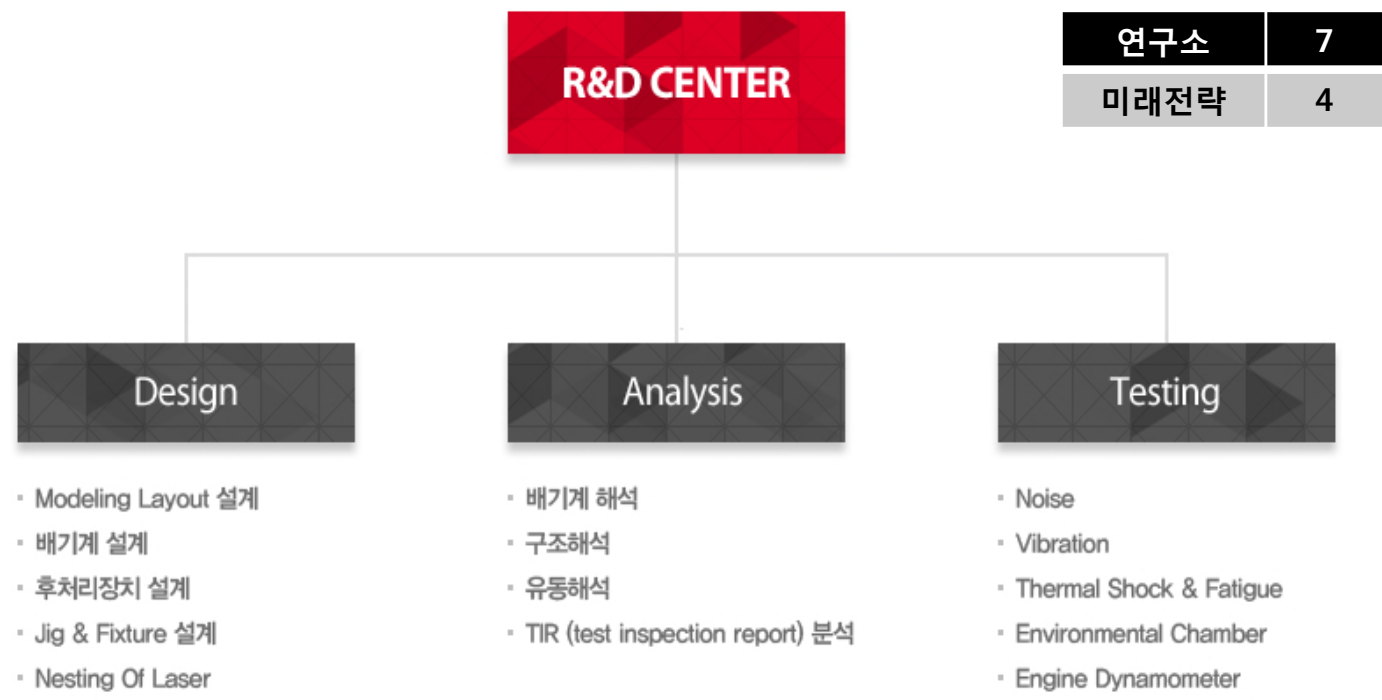 R&D CENTER
연구소 7
미래전략 4
Design
Modeling Layout 설계
배기계 설계
후처리장치 설계
Jig & Fixture 설계
Nesting Of Laser
Analysis
배기계 해석
구조해석
유동해석
TIR (test inspection report) 분석
Testing
Noise
Vibration
Thermal Shock & Fatigue
Environmental Chamber
Engine Dynamometer